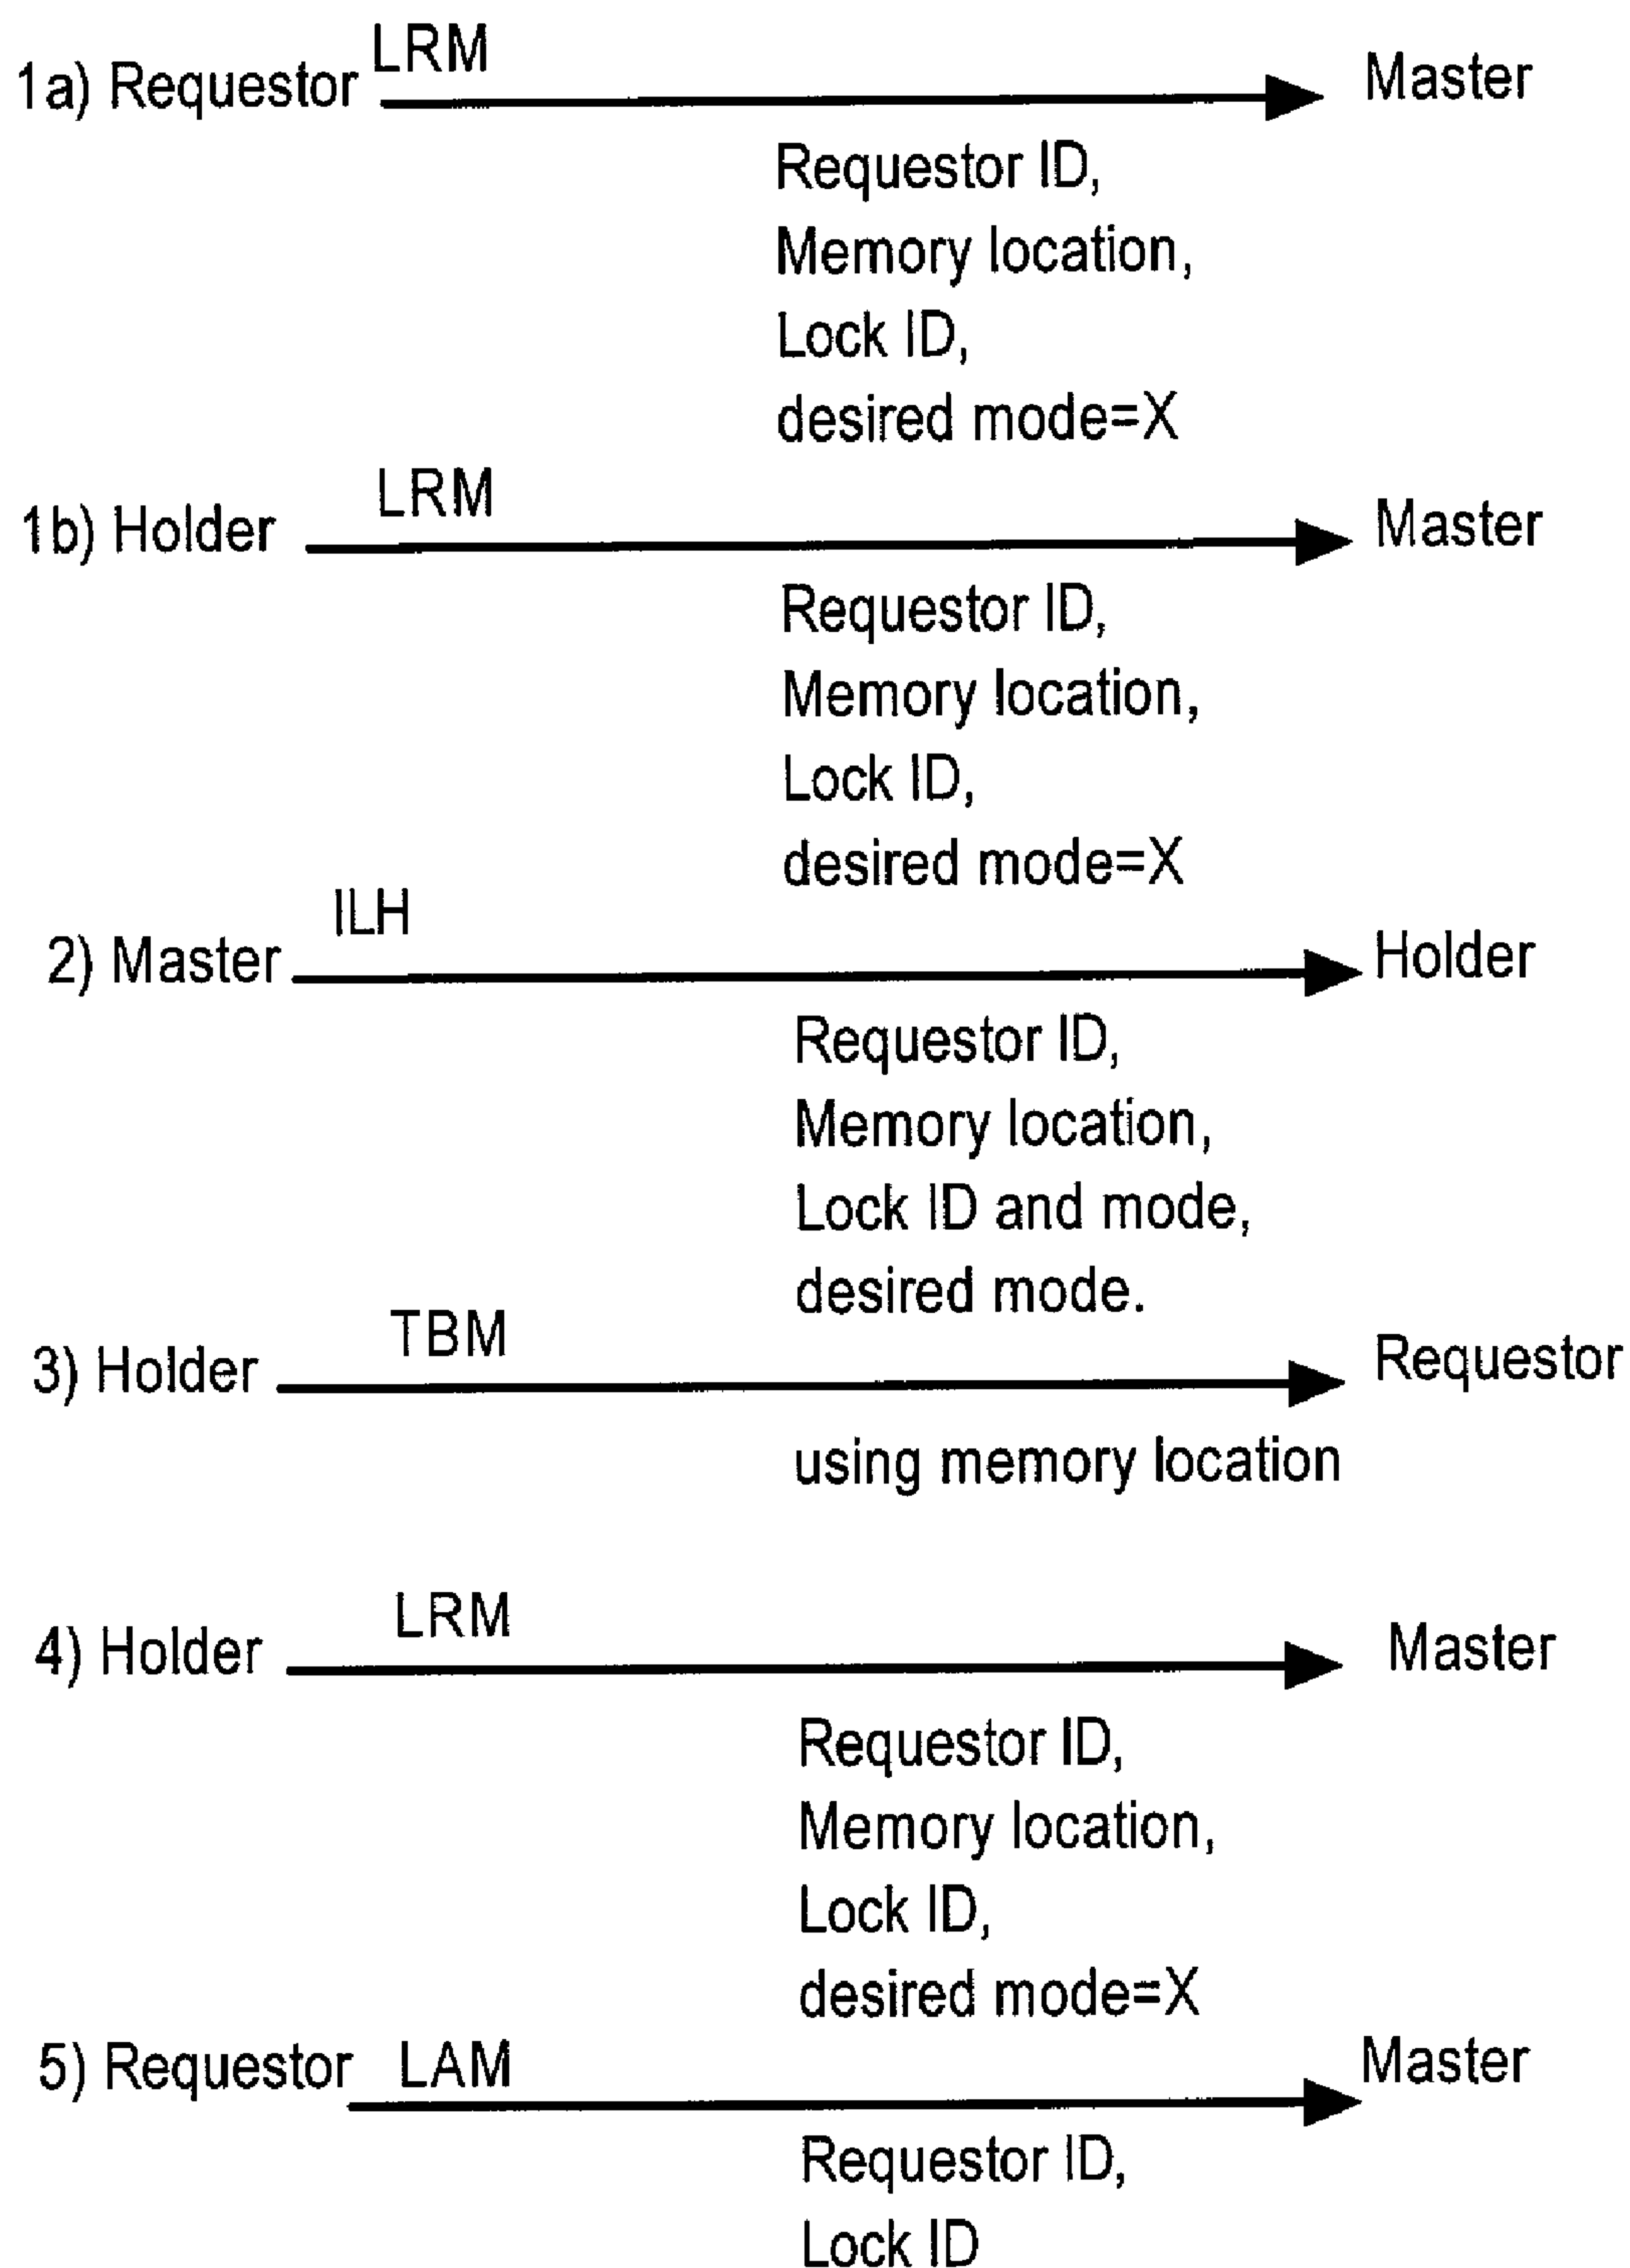 LRM
1a) Requestor Master
Requestor ID,
Memory location,
Lock ID,
desired mode=X
LRM
1b) Holder Master
Requestor ID,
Memory location,
Lock ID,
desired mode=X
ILH
2) Master Holder
Requestor ID,
Memory location,
Lock ID and mode,
desired mode.
TBM
3) Holder Requestor
using memory location
LRM
4) Holder Master
Requestor ID,
Memory location,
Lock ID,
desired mode=X
5) Requestor LAM Master
Requestor ID,
Lock ID